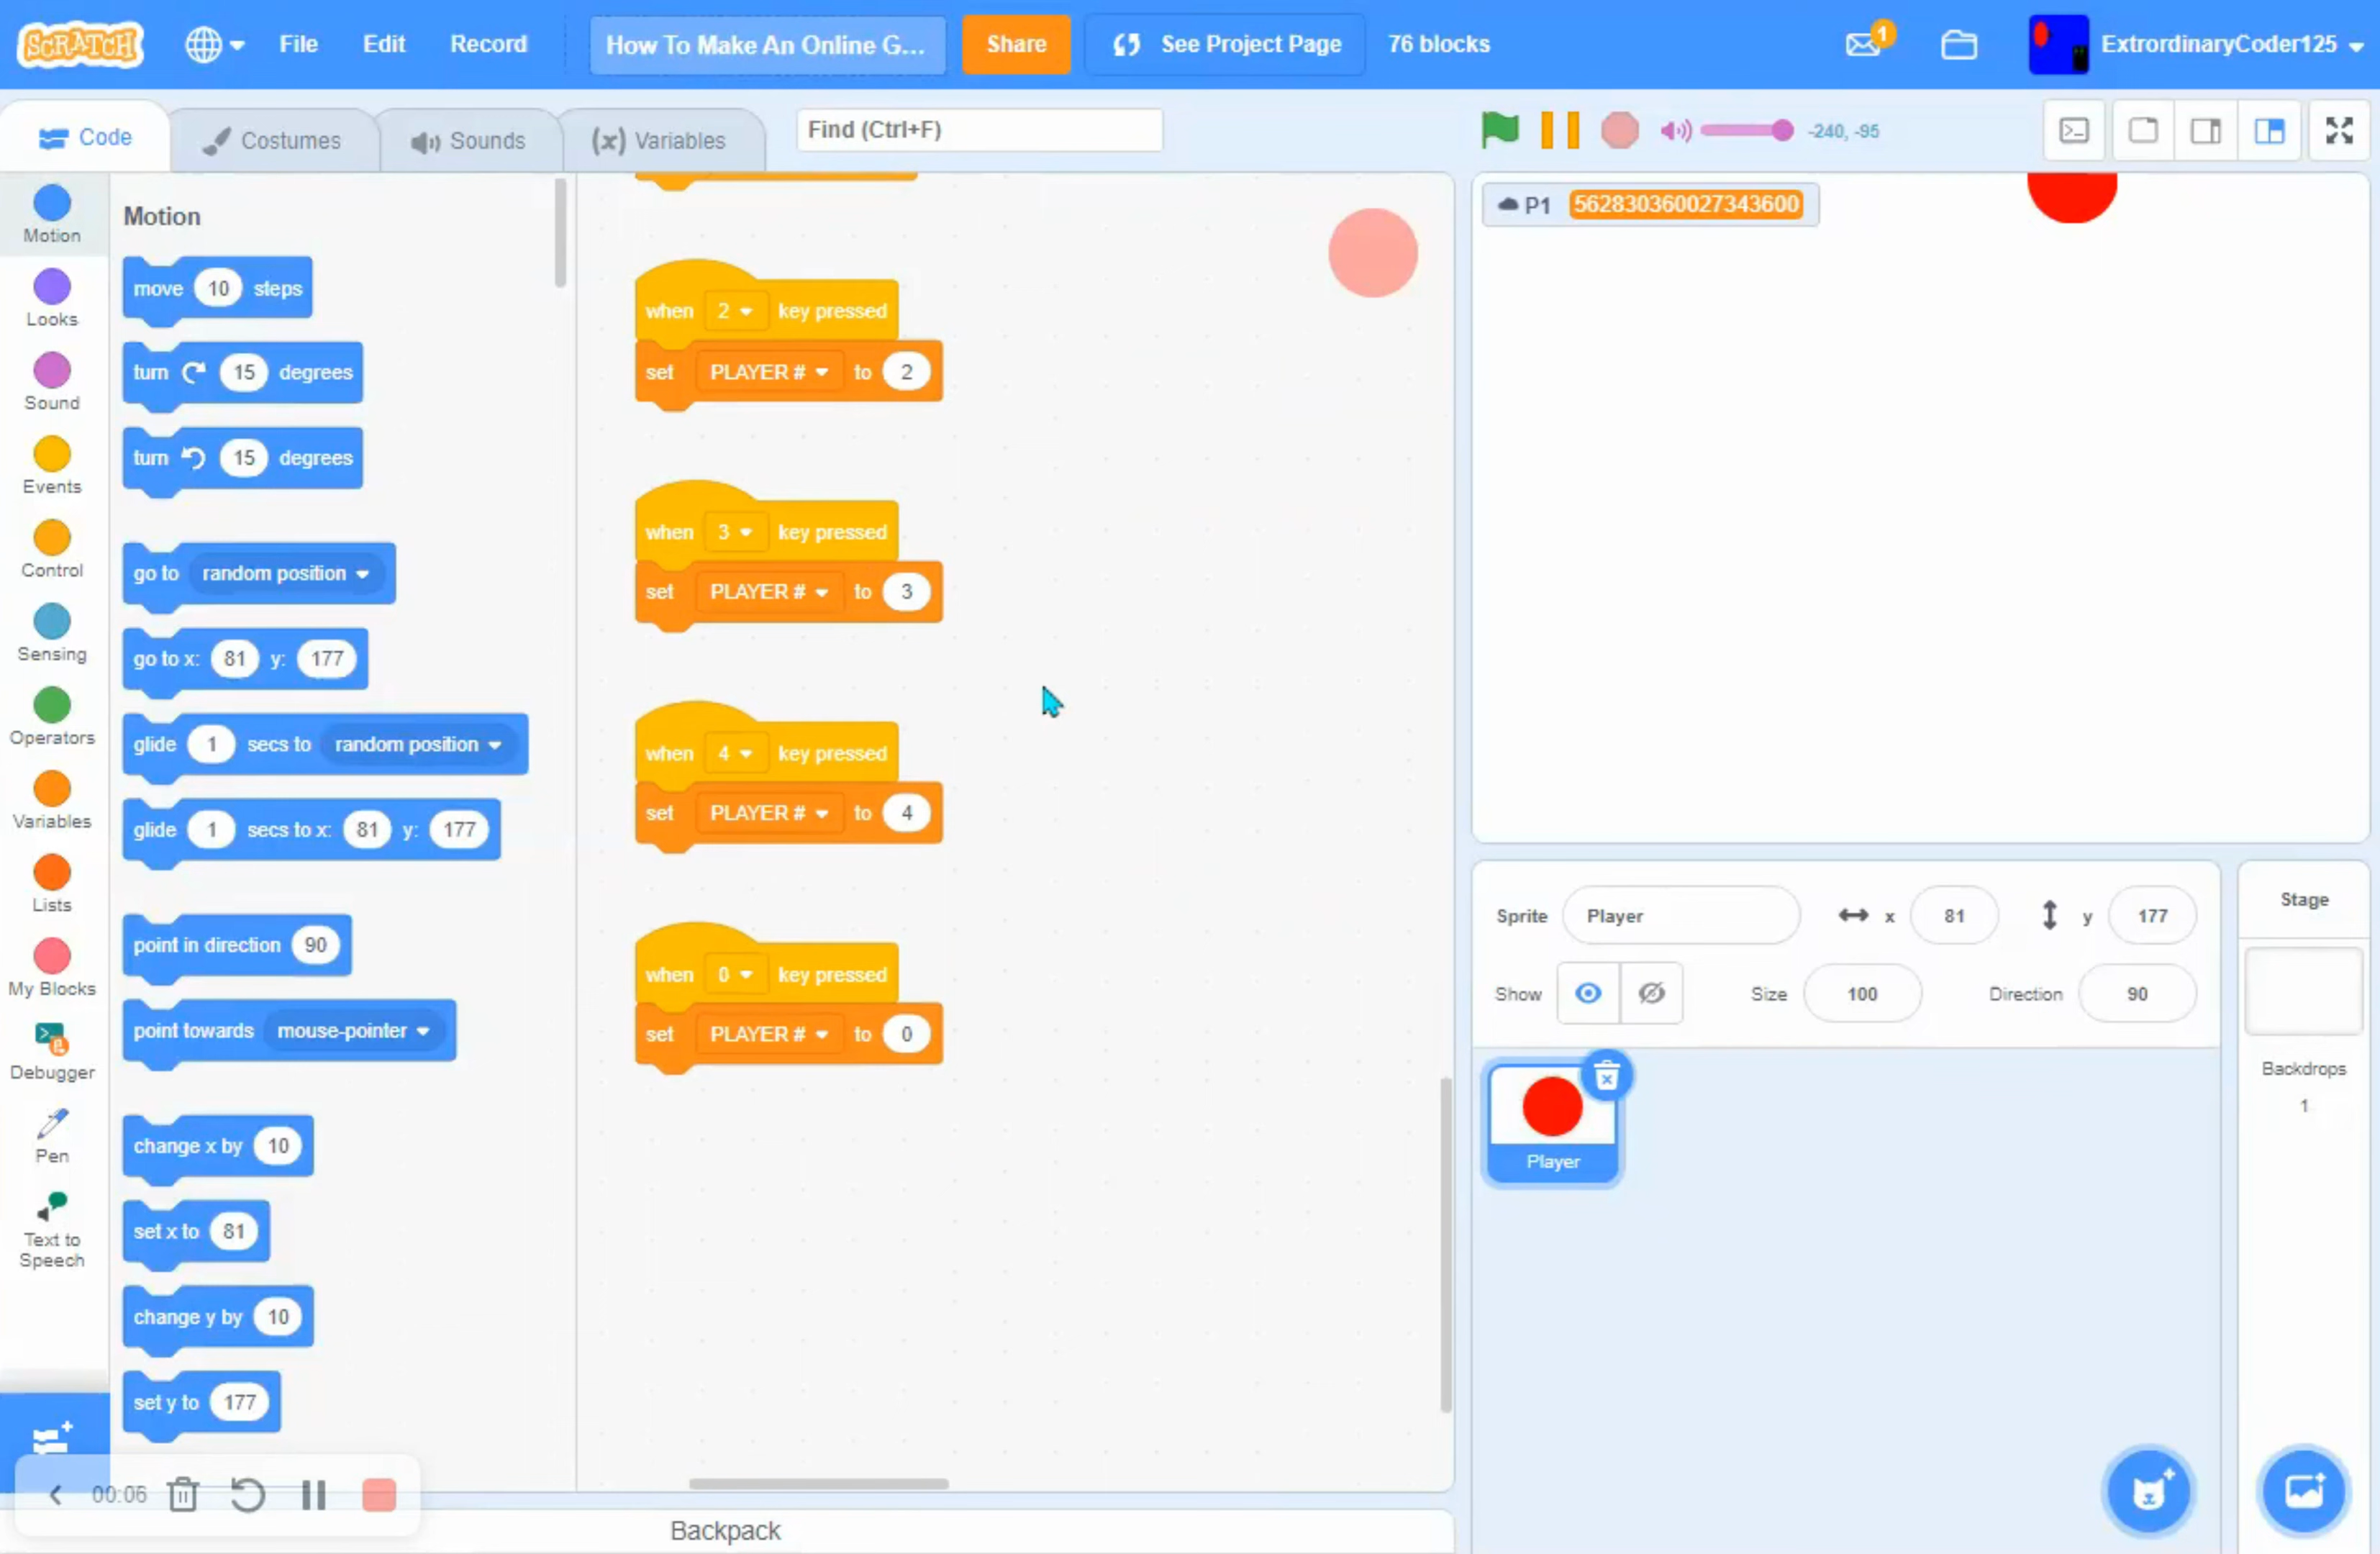 SCRATCH
File
Edit
Record
How To Make An Online G...
Share
See Project Page
76 blocks
1
ExtrordinaryCoder125
Code
Costumes
Sounds
(x) Variables
Find (Ctrl+F)
-240, -95
Motion
Looks
Sound
Events
Control
Sensing
Operators
Variables
Lists
My Blocks
Debugger
Pen
Text to
Speech
Motion
move 10 steps
turn 15 degrees
turn 15 degrees
go to random position
go to x: 81 y: 177
glide 1 secs to random position
glide 1 secs to x: 81 y: 177
point in direction 90
point towards mouse-pointer
change x by 10
set x to 81
change y by 10
set y to 177
when 2 key pressed
set PLAYER # to 2
when 3 key pressed
set PLAYER # to 3
when 4 key pressed
set PLAYER # to 4
when 0 key pressed
set PLAYER # to 0
P1 562830360027343600
Sprite Player x 81 y 177
Show Size 100 Direction 90
Player
Stage
Backdrops
1
00:06
Backpack